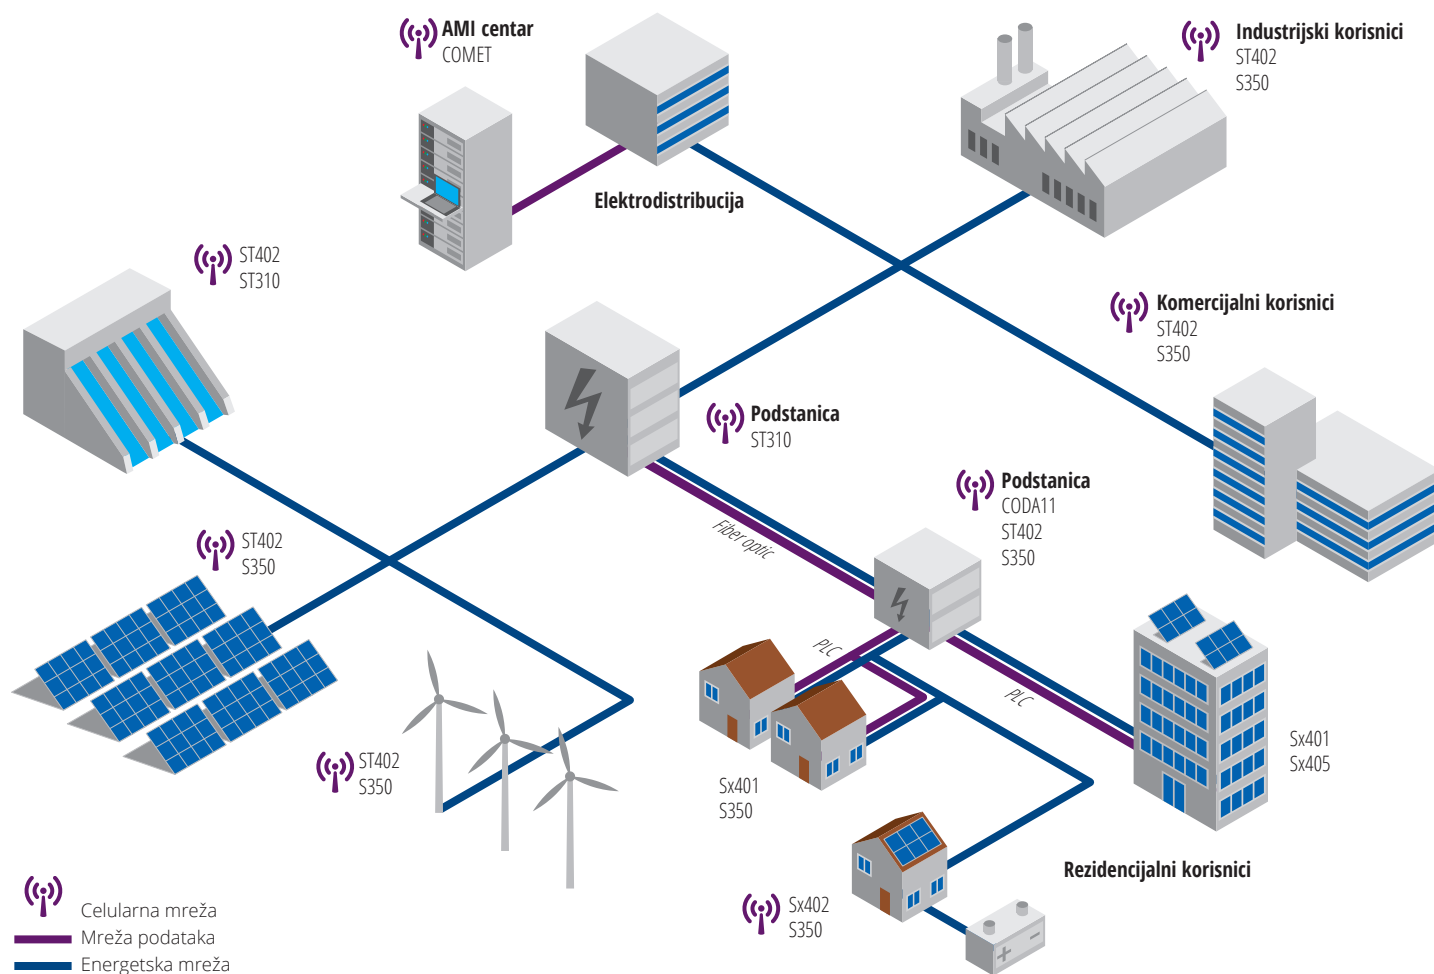 AMI centar
COMET
Industrijski korisnici
ST402
S350
Elektrodistribucija
ST402
ST310
Komercijalni korisnici
ST402
S350
Podstanica
ST310
Podstanica
CODA11
ST402
S350
Fiber optic
ST402
S350
PLC
PLC
ST402
S350
Sx401
S350
Sx401
Sx405
Rezidencijalni korisnici
Sx402
S350
+
-
Celularna mreža
Mreža podataka
Energetska mreža